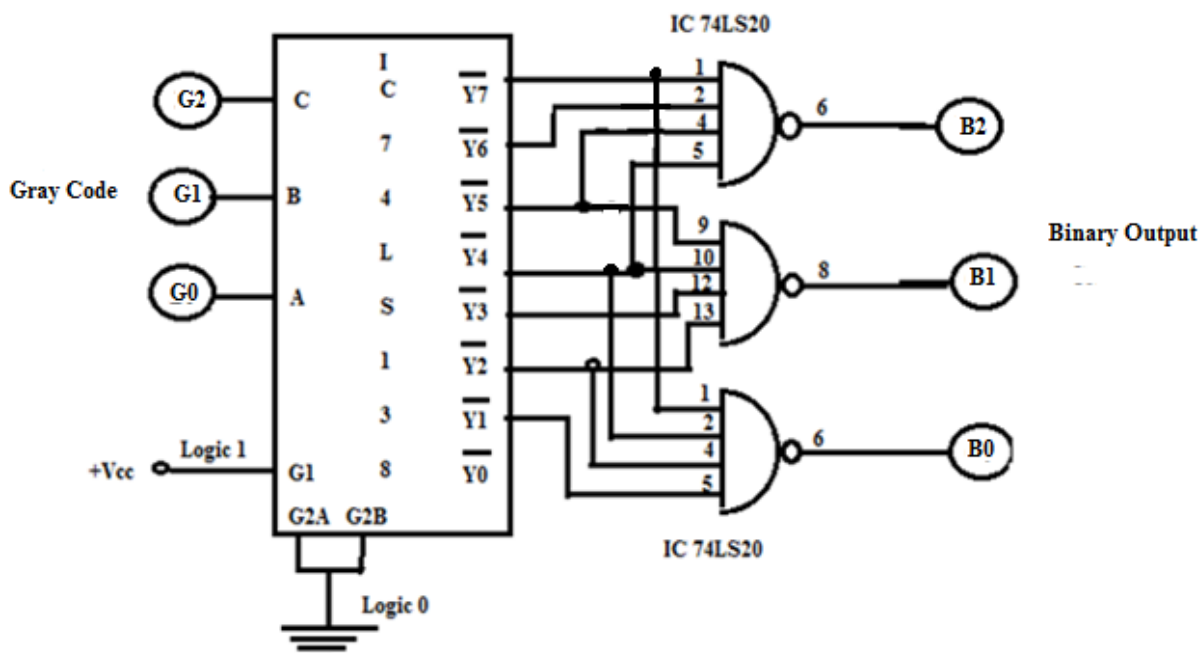 IC 74LS20
I
C
7
4
L
S
1
3
8
G2
C
Gray Code
G1
B
G0
A
+Vcc
Logic 1
G1
G2A G2B
Logic 0
Y7
Y6
Y5
Y4
Y3
Y2
Y1
Y0
1
2
4
5
6
B2
9
10
12
13
8
B1
Binary Output
1
2
4
5
6
B0
IC 74LS20